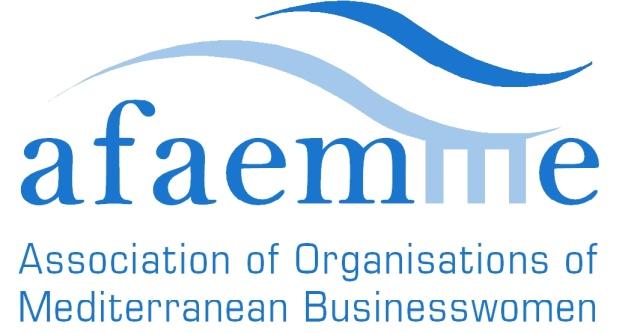 afaemme
Association of Organisations of
Mediterranean Businesswomen